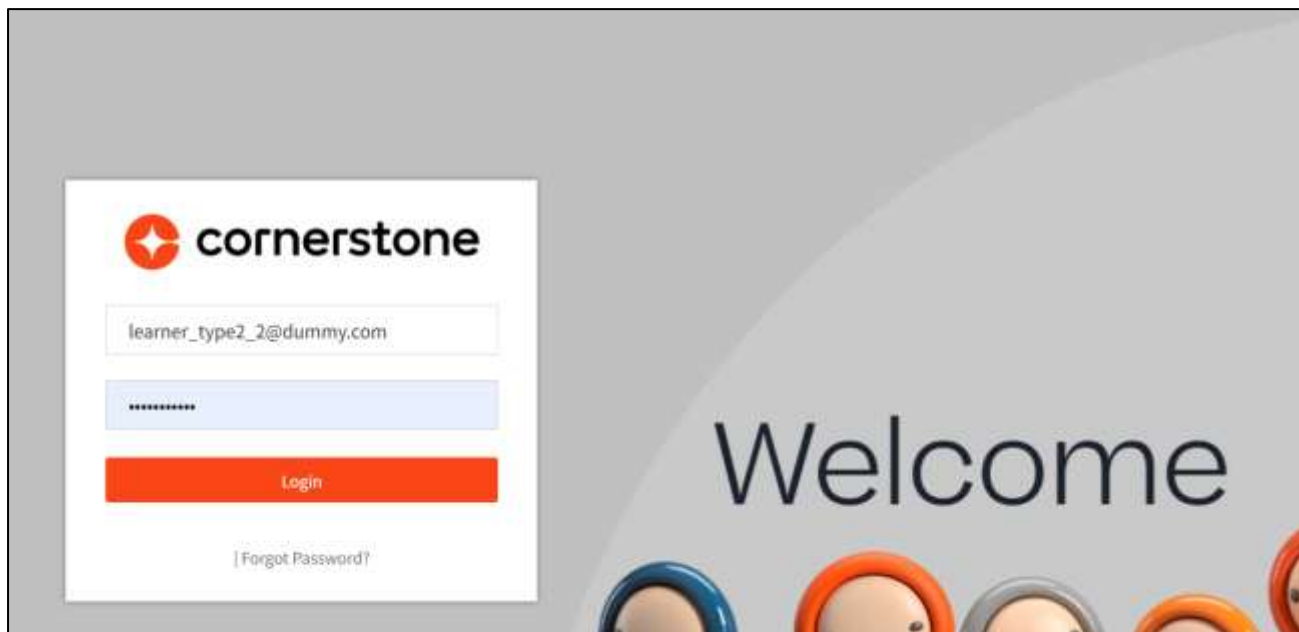 cornerstone
learner_type2_2@dummy.com
•••••••••••
Login
| Forgot Password?
Welcome